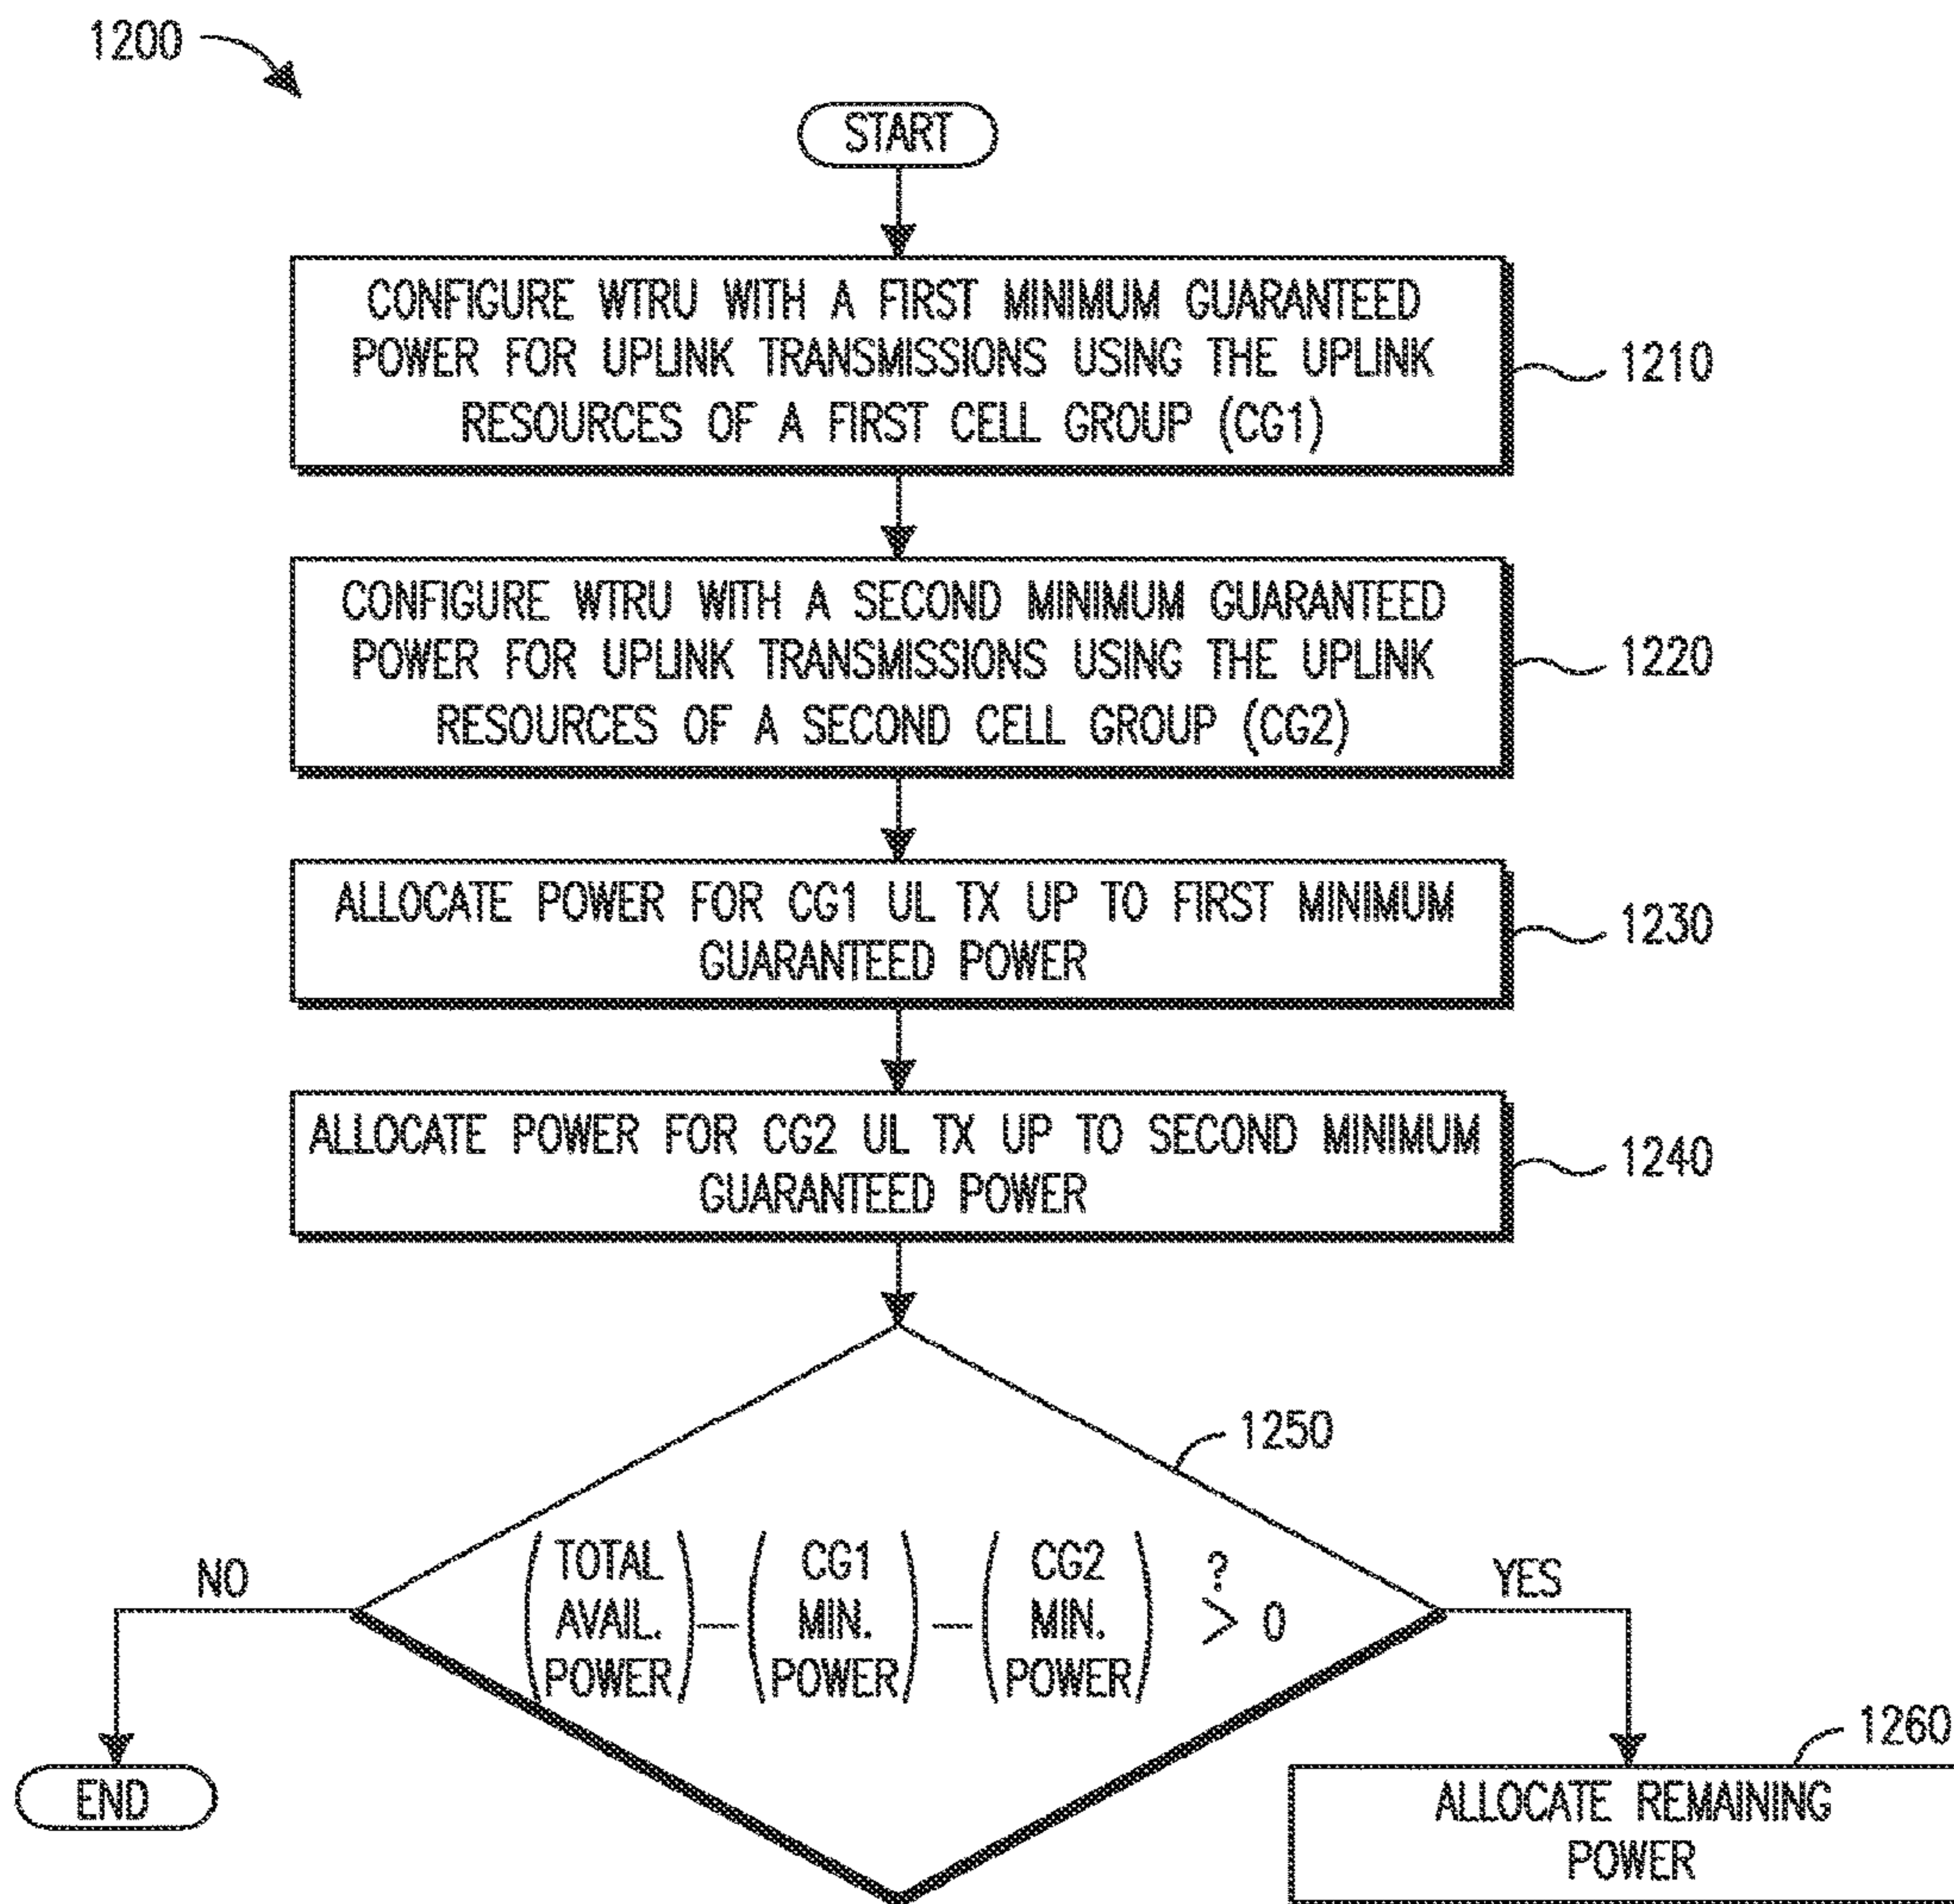 1200
START
CONFIGURE WTRU WITH A FIRST MINIMUM GUARANTEED
POWER FOR UPLINK TRANSMISSIONS USING THE UPLINK
RESOURCES OF A FIRST CELL GROUP (CG1)
1210
CONFIGURE WTRU WITH A SECOND MINIMUM GUARANTEED
POWER FOR UPLINK TRANSMISSIONS USING THE UPLINK
RESOURCES OF A SECOND CELL GROUP (CG2)
1220
ALLOCATE POWER FOR CG1 UL TX UP TO FIRST MINIMUM
GUARANTEED POWER
1230
ALLOCATE POWER FOR CG2 UL TX UP TO SECOND MINIMUM
GUARANTEED POWER
1240
1250
NO
(TOTAL AVAIL. POWER) – (CG1 MIN. POWER) – (CG2 MIN. POWER) ?> 0
YES
END
1260
ALLOCATE REMAINING
POWER